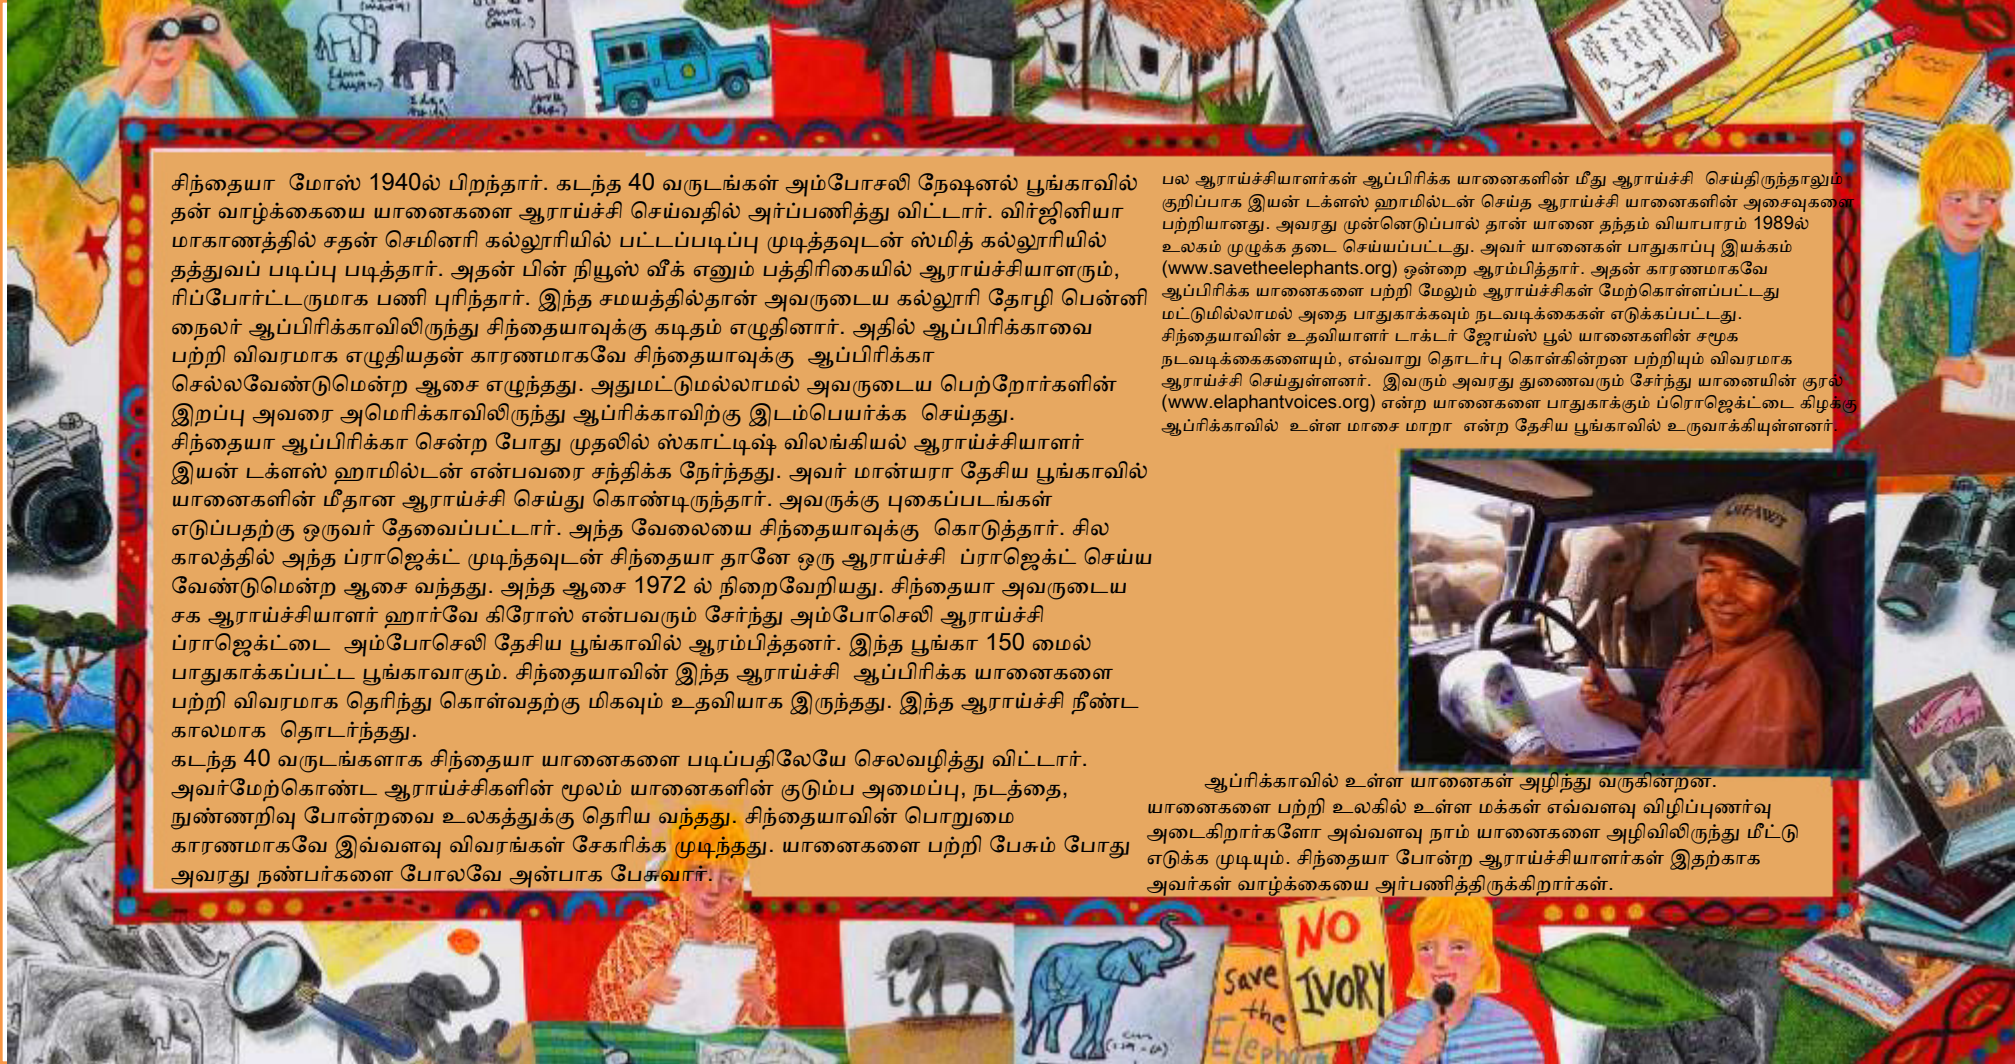 சிந்தையா மோஸ் 1940ல் பிறந்தார். கடந்த 40 வருடங்கள் அம்போசலி நேஷனல் பூங்காவில்
தன் வாழ்க்கையை யானைகளை ஆராய்ச்சி செய்வதில் அர்ப்பணித்து விட்டார். விர்ஜினியா
மாகாணத்தில் சதன் செமினரி கல்லூரியில் பட்டப்படிப்பு முடித்தவுடன் ஸ்மித் கல்லூரியில்
தத்துவப் படிப்பு படித்தார். அதன் பின் நியூஸ் வீக் எனும் பத்திரிகையில் ஆராய்ச்சியாளரும்,
ரிப்போர்ட்டருமாக பணி புரிந்தார். இந்த சமயத்தில்தான் அவருடைய கல்லூரி தோழி பென்னி
நைலர் ஆப்பிரிக்காவிலிருந்து சிந்தையாவுக்கு கடிதம் எழுதினார். அதில் ஆப்பிரிக்காவை
பற்றி விவரமாக எழுதியதன் காரணமாகவே சிந்தையாவுக்கு ஆப்பிரிக்கா
செல்லவேண்டுமென்ற ஆசை எழுந்தது. அதுமட்டுமல்லாமல் அவருடைய பெற்றோர்களின்
இறப்பு அவரை அமெரிக்காவிலிருந்து ஆப்ரிக்காவிற்கு இடம்பெயர்க்க செய்தது.
சிந்தையா ஆப்பிரிக்கா சென்ற போது முதலில் ஸ்காட்டிஷ் விலங்கியல் ஆராய்ச்சியாளர்
இயன் டக்ளஸ் ஹாமில்டன் என்பவரை சந்திக்க நேர்ந்தது. அவர் மான்யரா தேசிய பூங்காவில்
யானைகளின் மீதான ஆராய்ச்சி செய்து கொண்டிருந்தார். அவருக்கு புகைப்படங்கள்
எடுப்பதற்கு ஒருவர் தேவைப்பட்டார். அந்த வேலையை சிந்தையாவுக்கு கொடுத்தார். சில
காலத்தில் அந்த ப்ராஜெக்ட் முடிந்தவுடன் சிந்தையா தானே ஒரு ஆராய்ச்சி ப்ராஜெக்ட் செய்ய
வேண்டுமென்ற ஆசை வந்தது. அந்த ஆசை 1972 ல் நிறைவேறியது. சிந்தையா அவருடைய
சக ஆராய்ச்சியாளர் ஹார்வே கிரோஸ் என்பவரும் சேர்ந்து அம்போசெலி ஆராய்ச்சி
ப்ராஜெக்ட்டை அம்போசெலி தேசிய பூங்காவில் ஆரம்பித்தனர். இந்த பூங்கா 150 மைல்
பாதுகாக்கப்பட்ட பூங்காவாகும். சிந்தையாவின் இந்த ஆராய்ச்சி ஆப்பிரிக்க யானைகளை
பற்றி விவரமாக தெரிந்து கொள்வதற்கு மிகவும் உதவியாக இருந்தது. இந்த ஆராய்ச்சி நீண்ட
காலமாக தொடர்ந்தது.
கடந்த 40 வருடங்களாக சிந்தையா யானைகளை படிப்பதிலேயே செலவழித்து விட்டார்.
அவர்மேற்கொண்ட ஆராய்ச்சிகளின் மூலம் யானைகளின் குடும்ப அமைப்பு, நடத்தை,
நுண்ணறிவு போன்றவை உலகத்துக்கு தெரிய வந்தது. சிந்தையாவின் பொறுமை
காரணமாகவே இவ்வளவு விவரங்கள் சேகரிக்க முடிந்தது. யானைகளை பற்றி பேசும் போது
அவரது நண்பர்களை போலவே அன்பாக பேசுவார்.
பல ஆராய்ச்சியாளர்கள் ஆப்பிரிக்க யானைகளின் மீது ஆராய்ச்சி செய்திருந்தாலும்
குறிப்பாக இயன் டக்ளஸ் ஹாமில்டன் செய்த ஆராய்ச்சி யானைகளின் அசைவுகளை
பற்றியானது. அவரது முன்னெடுப்பால் தான் யானை தந்தம் வியாபாரம் 1989ல்
உலகம் முழுக்க தடை செய்யப்பட்டது. அவர் யானைகள் பாதுகாப்பு இயக்கம்
(www.savetheelephants.org) ஒன்றை ஆரம்பித்தார். அதன் காரணமாகவே
ஆப்பிரிக்க யானைகளை பற்றி மேலும் ஆராய்ச்சிகள் மேற்கொள்ளப்பட்டது
மட்டுமில்லாமல் அதை பாதுகாக்கவும் நடவடிக்கைகள் எடுக்கப்பட்டது.
சிந்தையாவின் உதவியாளர் டாக்டர் ஜோய்ஸ் பூல் யானைகளின் சமூக
நடவடிக்கைகளையும், எவ்வாறு தொடர்பு கொள்கின்றன பற்றியும் விவரமாக
ஆராய்ச்சி செய்துள்ளனர். இவரும் அவரது துணைவரும் சேர்ந்து யானையின் குரல்
(www.elaphantvoices.org) என்ற யானைகளை பாதுகாக்கும் ப்ரொஜெக்ட்டை கிழக்கு
ஆப்ரிக்காவில் உள்ள மாசை மாறா என்ற தேசிய பூங்காவில் உருவாக்கியுள்ளனர்.
ஆப்ரிக்காவில் உள்ள யானைகள் அழிந்து வருகின்றன.
யானைகளை பற்றி உலகில் உள்ள மக்கள் எவ்வளவு விழிப்புணர்வு
அடைகிறார்களோ அவ்வளவு நாம் யானைகளை அழிவிலிருந்து மீட்டு
எடுக்க முடியும். சிந்தையா போன்ற ஆராய்ச்சியாளர்கள் இதற்காக
அவர்கள் வாழ்க்கையை அர்பணித்திருக்கிறார்கள்.
save
the
Elephant
NO
IVORY